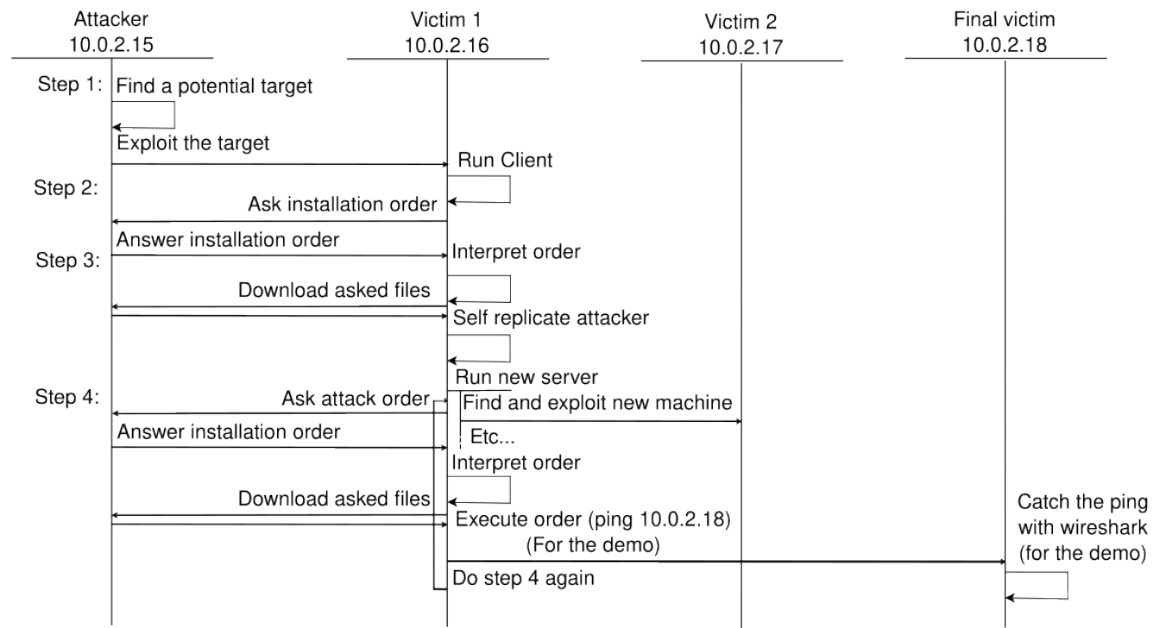 Attacker
10.0.2.15
Victim 1
10.0.2.16
Victim 2
10.0.2.17
Final victim
10.0.2.18
Step 1:
Find a potential target
Exploit the target
Run Client
Step 2:
Ask installation order
Answer installation order
Interpret order
Step 3:
Download asked files
Self replicate attacker
Run new server
Step 4:
Ask attack order
Find and exploit new machine
Answer installation order
Etc...
Interpret order
Download asked files
Execute order (ping 10.0.2.18)
(For the demo)
Catch the ping
with wireshark
(for the demo)
Do step 4 again